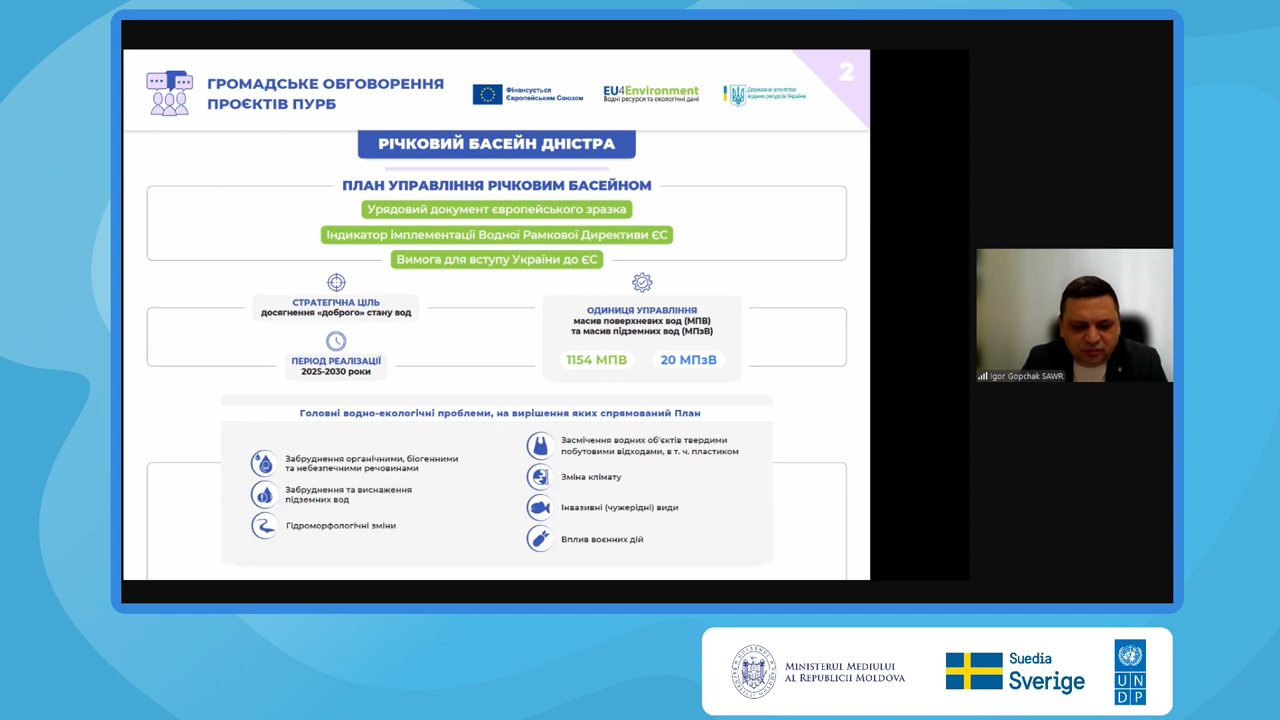 ГРОМАДСЬКЕ ОБГОВОРЕННЯ
ПРОЄКТІВ ПУРБ
Фінансується
Європейським Союзом
EU4Environment
Водні ресурси та екологічні дані
Державне агентство
водних ресурсів України
2
РІЧКОВИЙ БАСЕЙН ДНІСТРА
ПЛАН УПРАВЛІННЯ РІЧКОВИМ БАСЕЙНОМ
Урядовий документ європейського зразка
Індикатор імплементації Водної Рамкової Директиви ЄС
Вимога для вступу України до ЄС
СТРАТЕГІЧНА ЦІЛЬ
досягнення «доброго» стану вод
ПЕРІОД РЕАЛІЗАЦІЇ
2025-2030 роки
ОДИНИЦЯ УПРАВЛІННЯ
масив поверхневих вод (МПВ)
та масив підземних вод (МПзВ)
1154 МПВ 20 МПзВ
Головні водно-екологічні проблеми, на вирішення яких спрямований План
Забруднення органічними, біогенними
та небезпечними речовинами
Забруднення та виснаження
підземних вод
Гідроморфологічні зміни
Засмічення водних об'єктів твердими
побутовими відходами, в т. ч. пластиком
Зміна клімату
Інвазивні (чужерідні) види
Вплив воєнних дій
Igor Gopchak SAWR
MINISTERUL MEDIULUI
AL REPUBLICII MOLDOVA
Suedia
Sverige
UN
DP